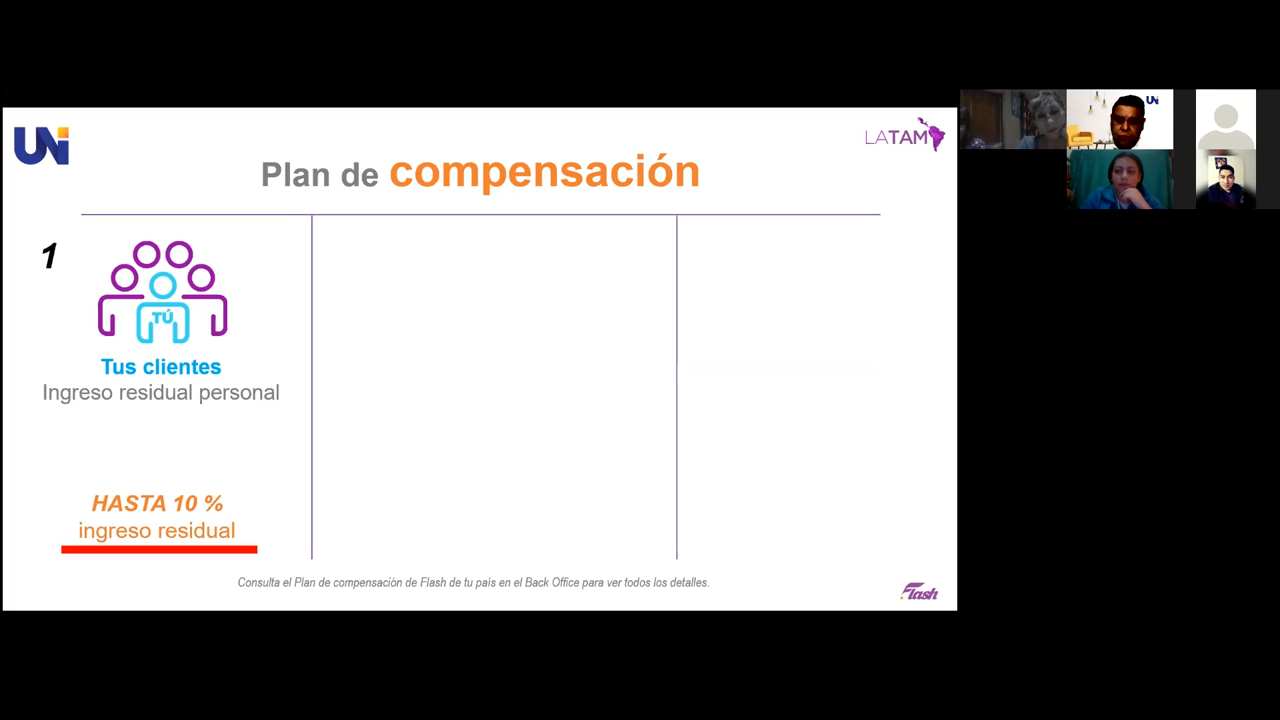 UNi
LATAM
Plan de compensación
1
TÚ
Tus clientes
Ingreso residual personal
HASTA 10 %
ingreso residual
Consulta el Plan de compensación de Flash de tu país en el Back Office para ver todos los detalles.
Flash
UNi